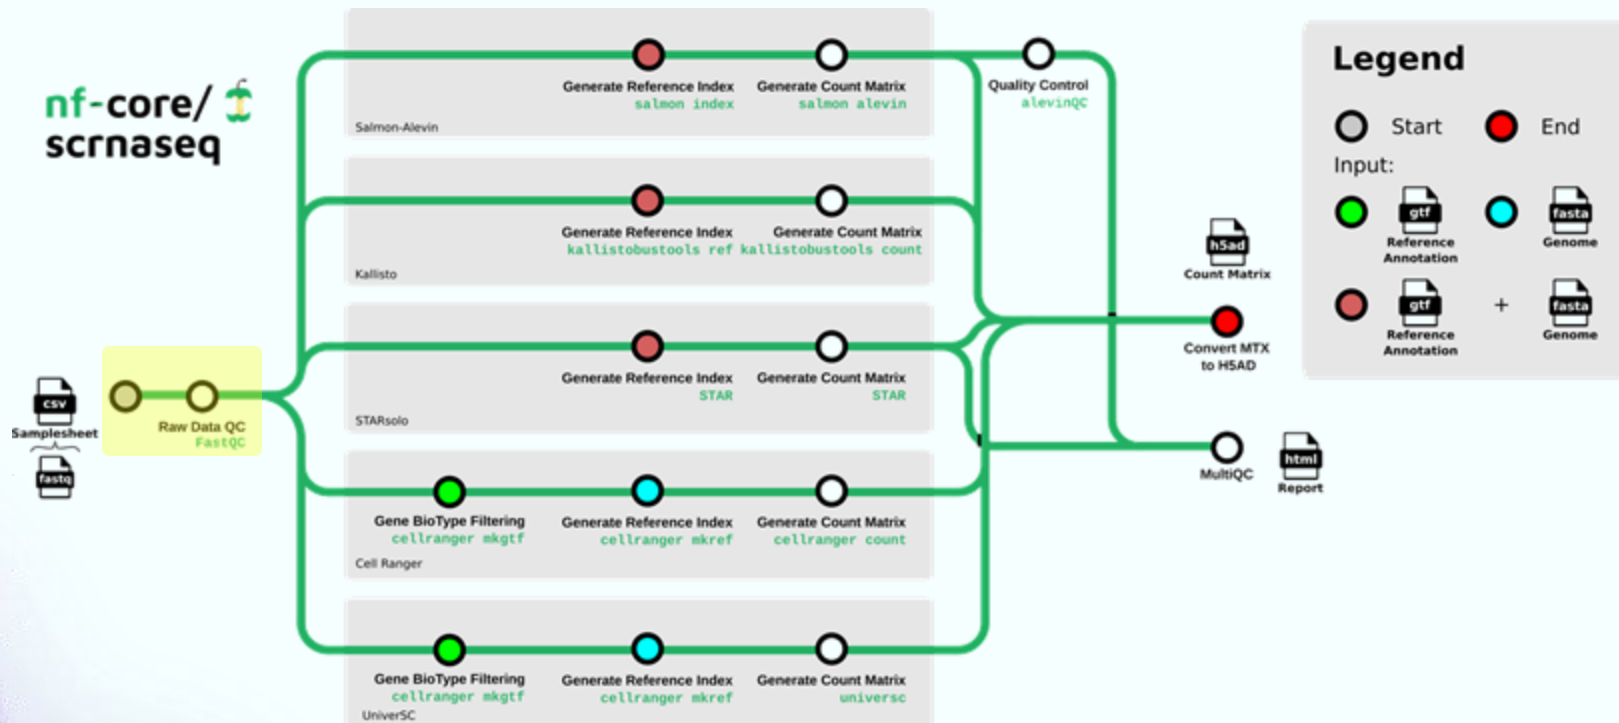 nf-core/
scrnaseq
csv
Samplesheet
fastq
Raw Data QC
FastQC
Generate Reference Index
salmon index
Generate Count Matrix
salmon alevin
Salmon-Alevin
Quality Control
alevinQC
Generate Reference Index
kallistobustools ref
Generate Count Matrix
kallistobustools count
Kallisto
Generate Reference Index
STAR
Generate Count Matrix
STAR
STARsolo
Gene BioType Filtering
cellranger mkgtf
Generate Reference Index
cellranger mkref
Generate Count Matrix
cellranger count
Cell Ranger
Gene BioType Filtering
cellranger mkgtf
Generate Reference Index
cellranger mkref
Generate Count Matrix
universc
UniverSC
h5ad
Count Matrix
Convert MTX
to H5AD
MultiQC
html
Report
Legend
Start
End
Input:
gtf
Reference
Annotation
fasta
Genome
gtf
Reference
Annotation
+
fasta
Genome